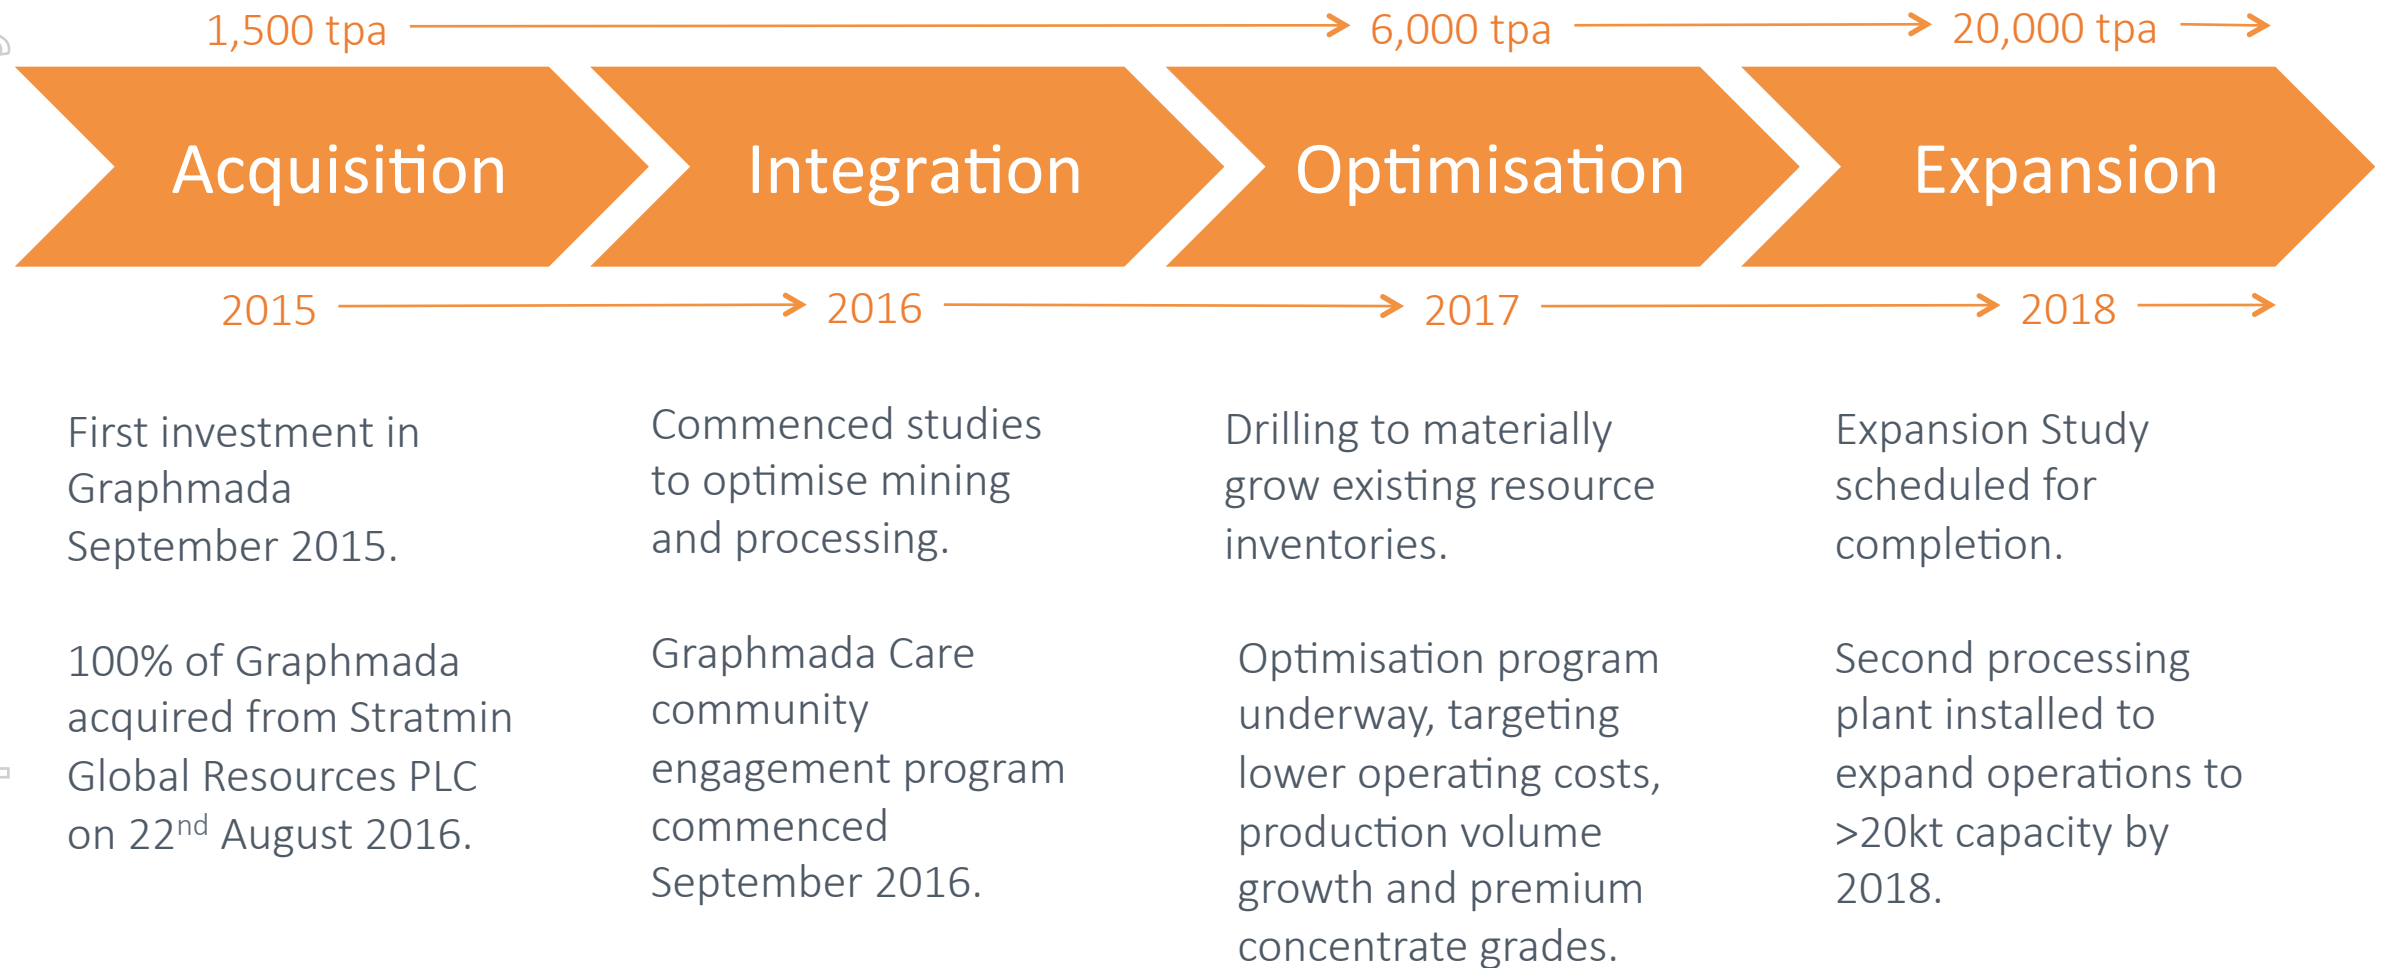 1,500 tpa
6,000 tpa
20,000 tpa
Acquisition
Integration
Optimisation
Expansion
2015
2016
2017
2018
First investment in
Graphmada
September 2015.
100% of Graphmada
acquired from Stratmin
Global Resources PLC
on 22nd August 2016.
Commenced studies
to optimise mining
and processing.
Graphmada Care
community
engagement program
commenced
September 2016.
Drilling to materially
grow existing resource
inventories.
Optimisation program
underway, targeting
lower operating costs,
production volume
growth and premium
concentrate grades.
Expansion Study
scheduled for
completion.
Second processing
plant installed to
expand operations to
>20kt capacity by
2018.